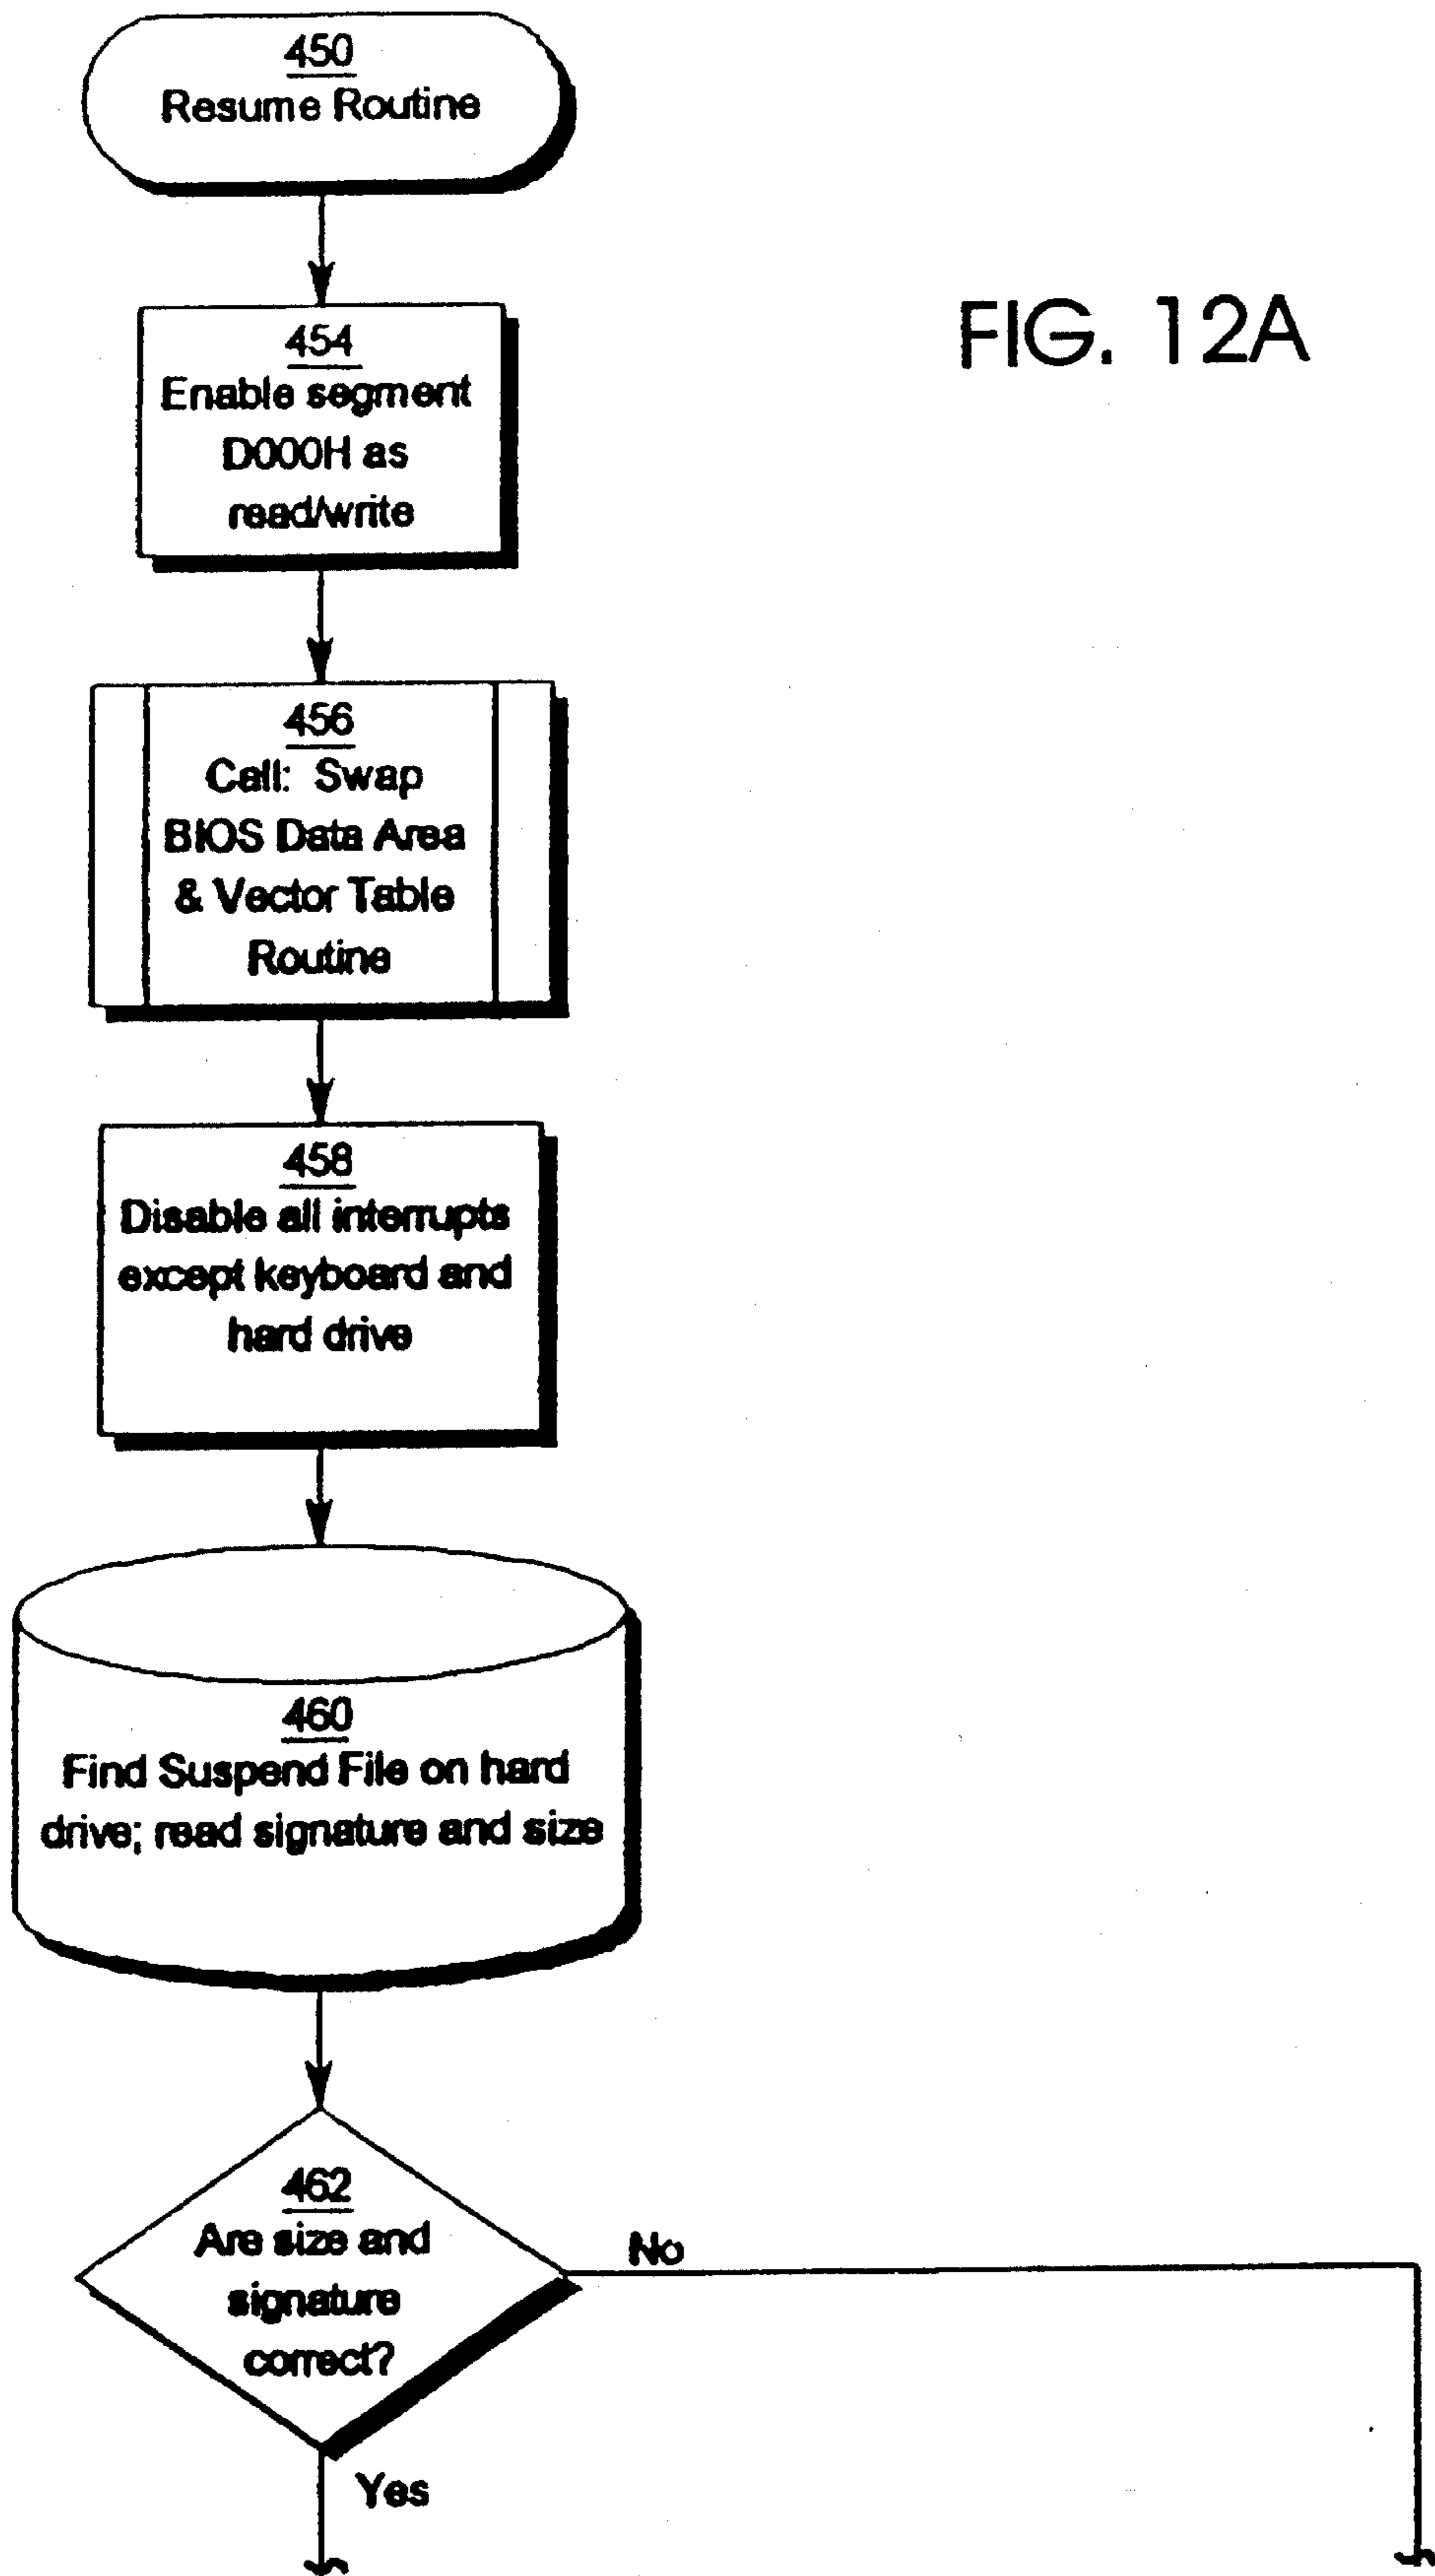 450
Resume Routine
FIG. 12A
454
Enable segment
D000H as
read/write
456
Call: Swap
BIOS Data Area
& Vector Table
Routine
458
Disable all interrupts
except keyboard and
hard drive
460
Find Suspend File on hard
drive; read signature and size
462
Are size and
signature
correct?
No
Yes